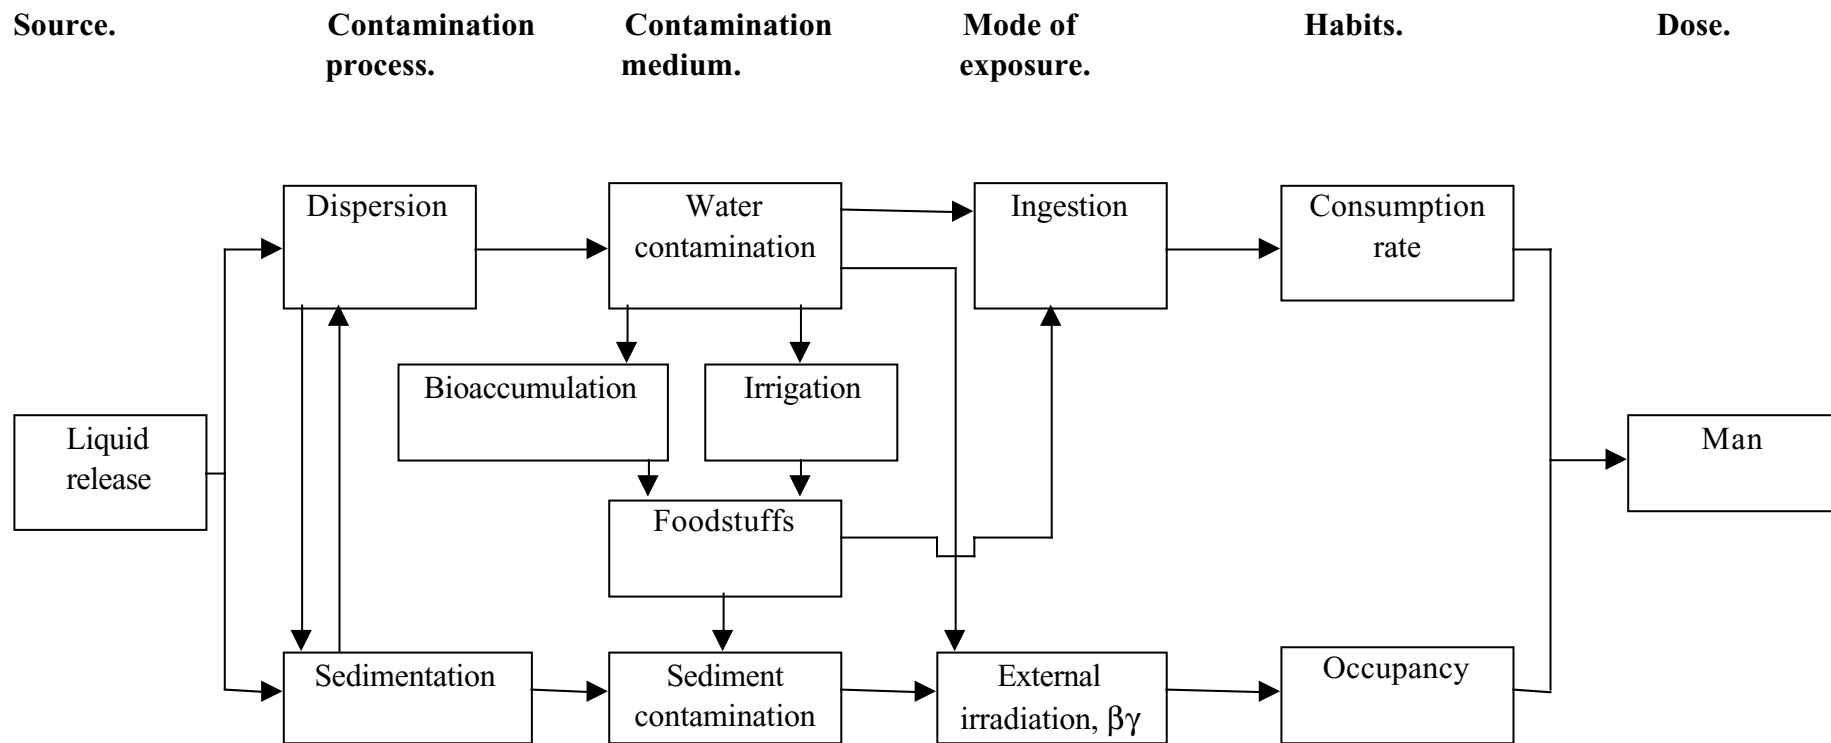 Source.
Contamination
process.
Contamination
medium.
Mode of
exposure.
Habits.
Dose.
Dispersion
Water
contamination
Ingestion
Consumption
rate
Bioaccumulation
Irrigation
Liquid
release
Man
Foodstuffs
Sedimentation
Sediment
contamination
External
irradiation, βγ
Occupancy